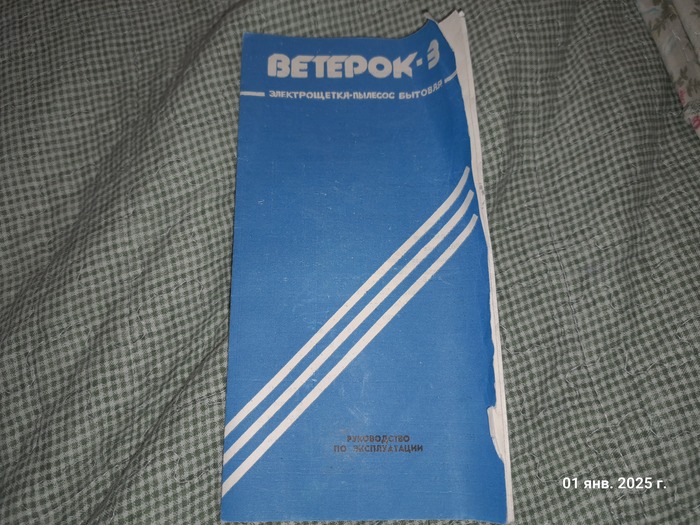 ВЕТЕРОК-3
ЭЛЕКТРОЩЕТКА-ПЫЛЕСОС БЫТОВАЯ
РУКОВОДСТВО
ПО ЭКСПЛУАТАЦИИ
01 янв. 2025 г.